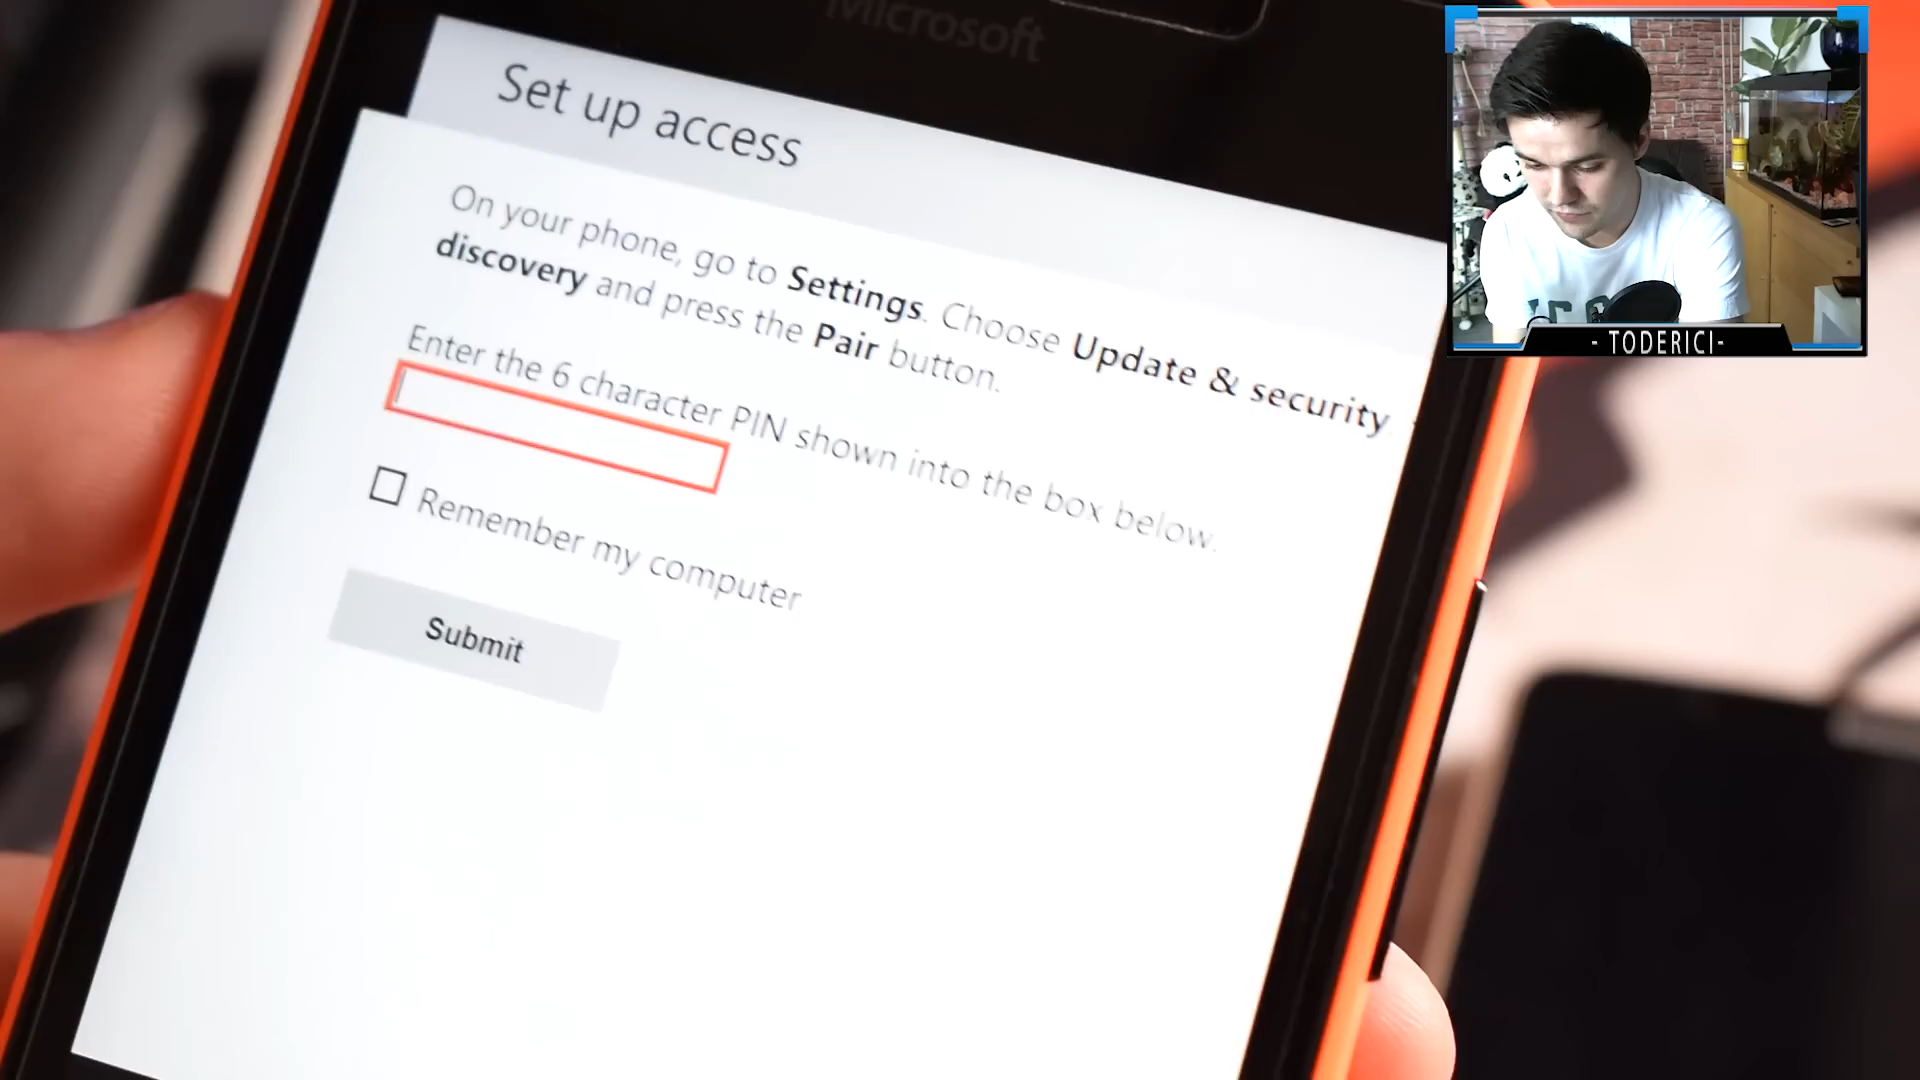 Microsoft
Set up access
On your phone, go to Settings. Choose Update & security
discovery and press the Pair button.
Enter the 6 character PIN shown into the box below.
Remember my computer
Submit
- TODERICI-